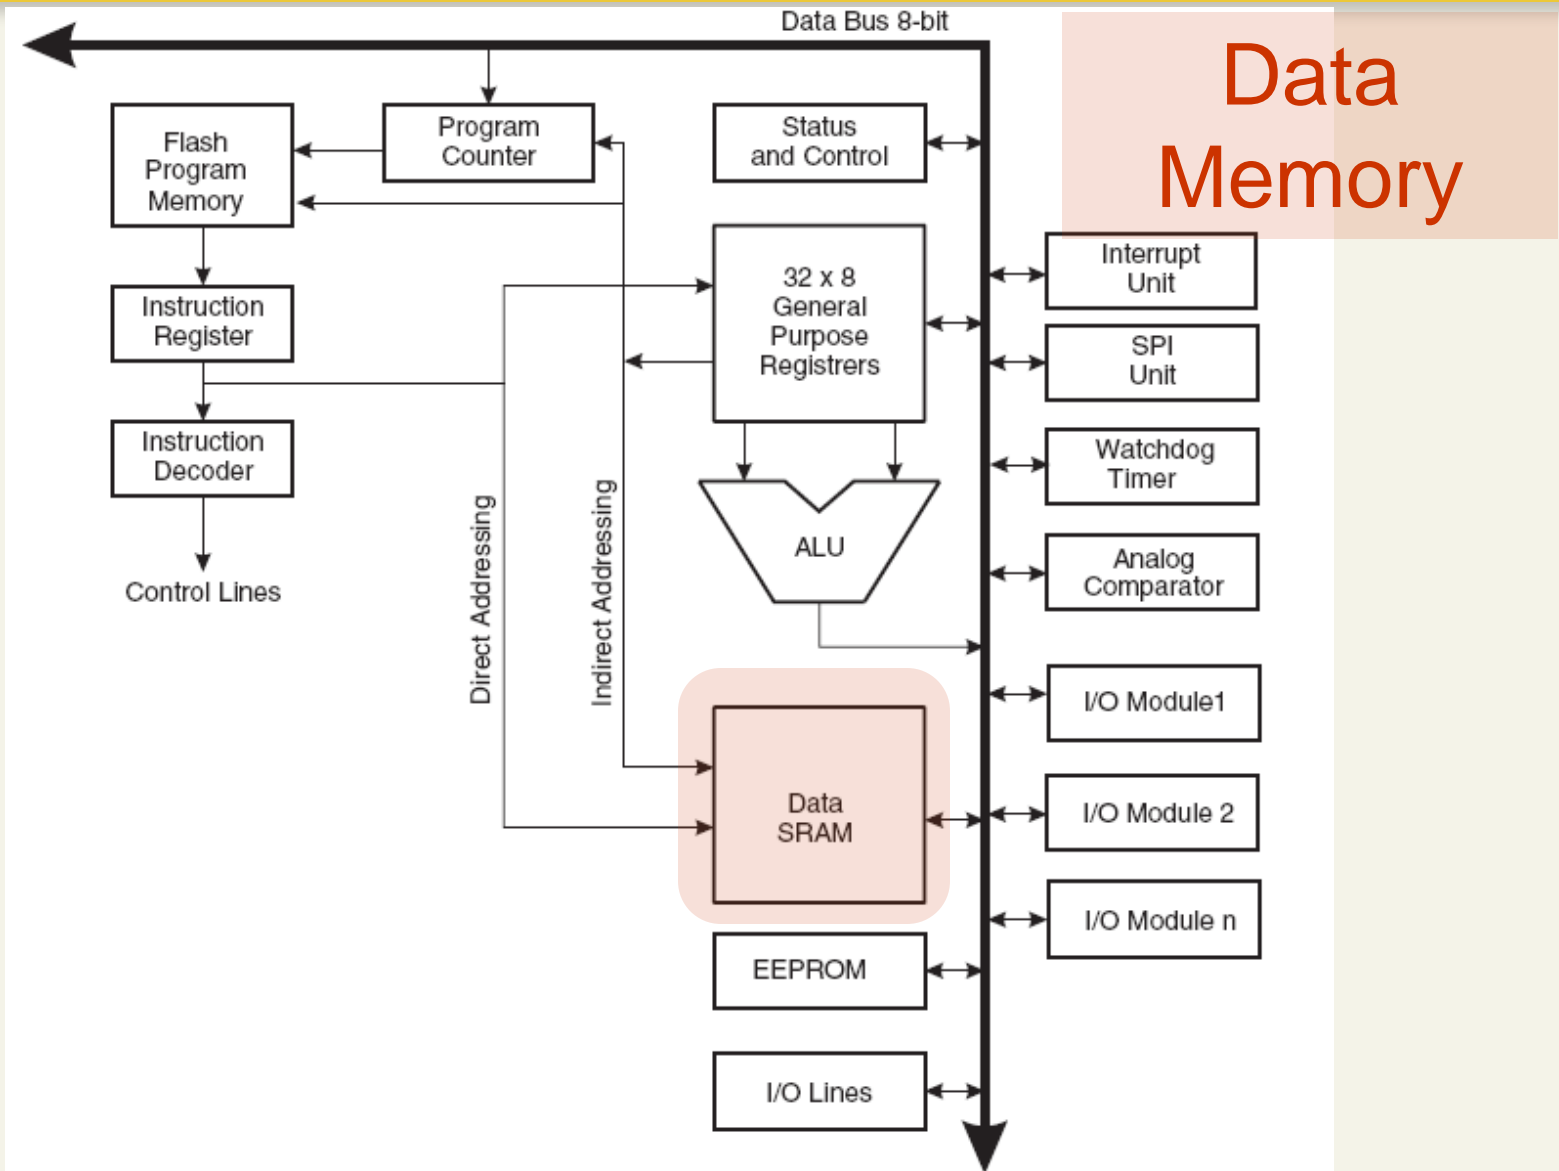 Data Bus 8-bit
Data
Memory
Flash
Program
Memory
Program
Counter
Status
and Control
Interrupt
Unit
32 x 8
General
Purpose
Registrers
Instruction
Register
SPI
Unit
Instruction
Decoder
Watchdog
Timer
Direct Addressing
Indirect Addressing
ALU
Analog
Comparator
Control Lines
I/O Module1
Data
SRAM
I/O Module 2
I/O Module n
EEPROM
I/O Lines